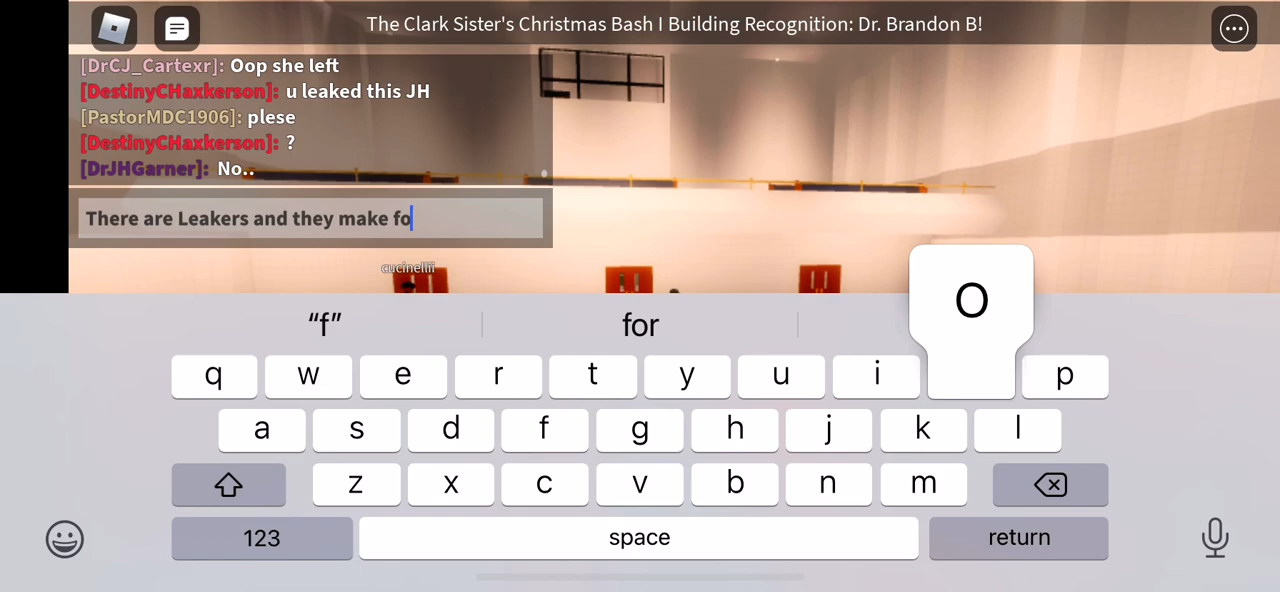 The Clark Sister's Christmas Bash I Building Recognition: Dr. Brandon B!
[DrCJ_Cartexr]: Oop she left
[DestinyCHaxkerson]: u leaked this JH
[PastorMDC1906]: plese
[DestinyCHaxkerson]: ?
[DrJHGarner]: No..
There are Leakers and they make fo
cucinellii
“f” for
O
q w e r t y u i p
a s d f g h j k l
z x c v b n m
123 space return